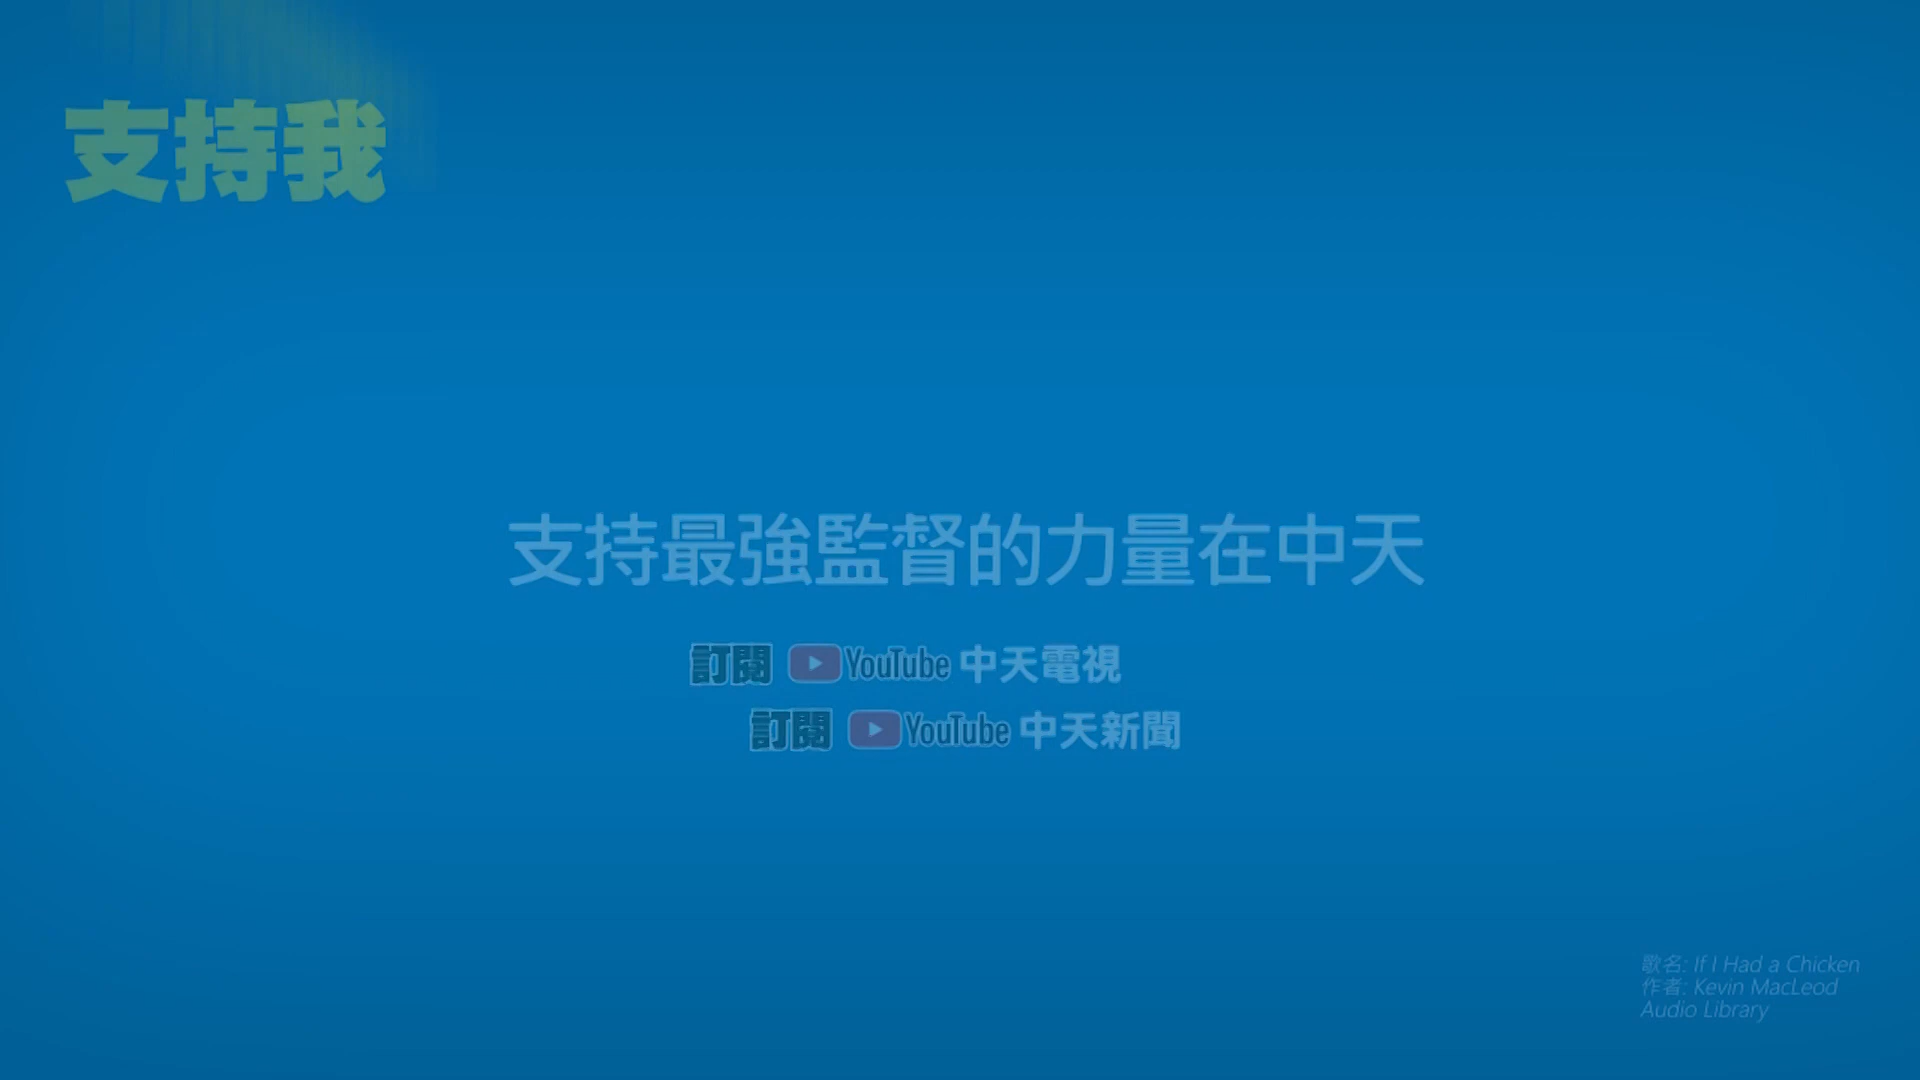 支持我
支持最強監督的力量在中天
訂閱 YouTube 中天電視
訂閱 YouTube 中天新聞
歌名: If I Had a Chicken
作者: Kevin MacLeod
Audio Library